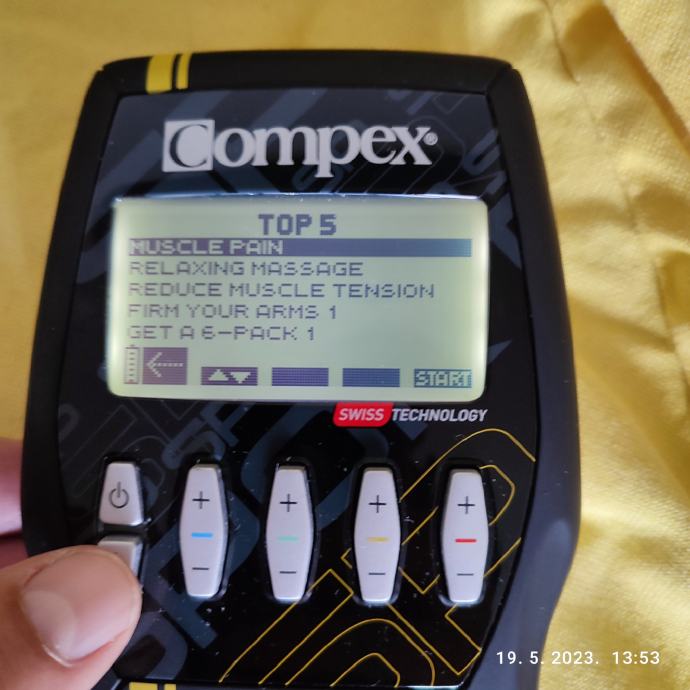 Compex®
TOP 5
MUSCLE PAIN
RELAXING MASSAGE
REDUCE MUSCLE TENSION
FIRM YOUR ARMS 1
GET A 6-PACK 1
START
SWISS TECHNOLOGY
+ + + +
- - - -
19. 5. 2023. 13:53